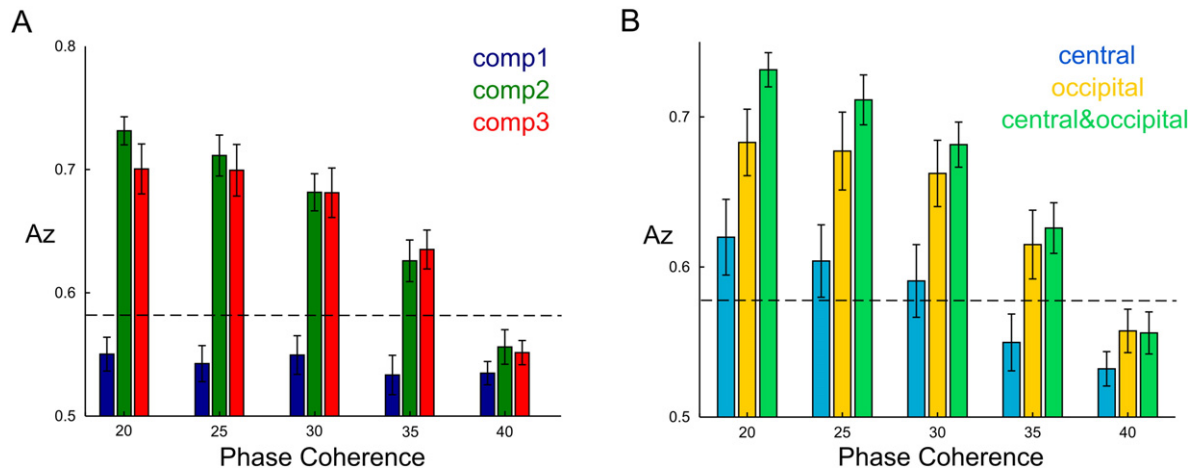 A
0.8
0.7
Az
0.6
0.5
20 25 30 35 40
Phase Coherence
comp1
comp2
comp3
B
0.7
Az
0.6
0.5
20 25 30 35 40
Phase Coherence
central
occipital
central&occipital